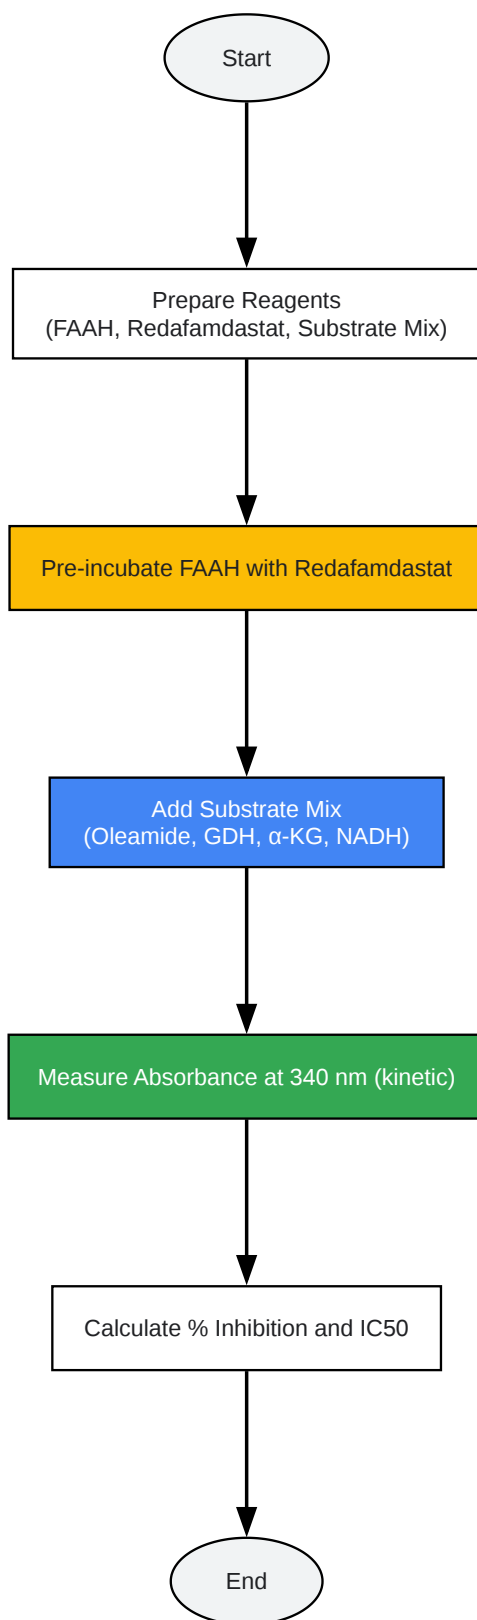 Start
Prepare Reagents
(FAAH, Redafamdastat, Substrate Mix)
Pre-incubate FAAH with Redafamdastat
Add Substrate Mix
(Oleamide, GDH, α-KG, NADH)
Measure Absorbance at 340 nm (kinetic)
Calculate % Inhibition and IC50
End